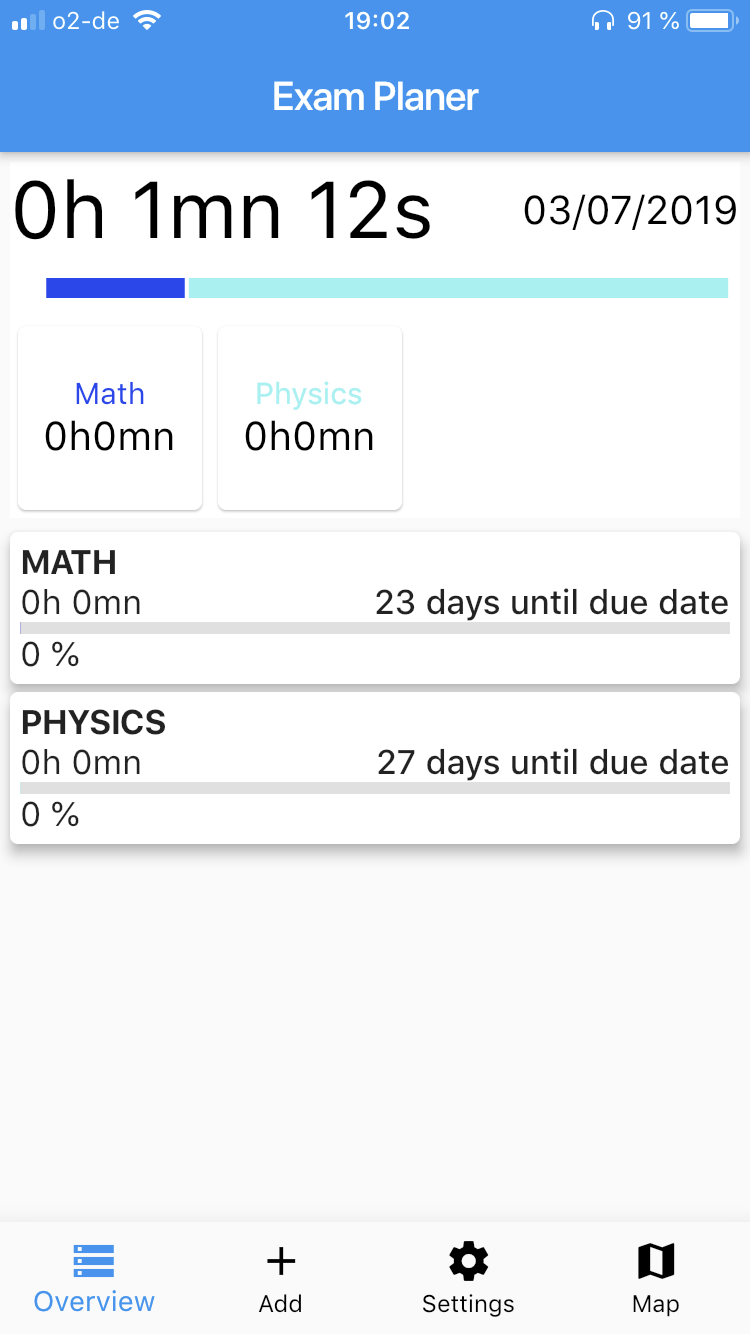 o2-de 19:02 91 %
Exam Planer
0h 1mn 12s 03/07/2019
Math Physics
0h0mn 0h0mn
MATH
0h 0mn 23 days until due date
0 %
PHYSICS
0h 0mn 27 days until due date
0 %
Overview Add Settings Map